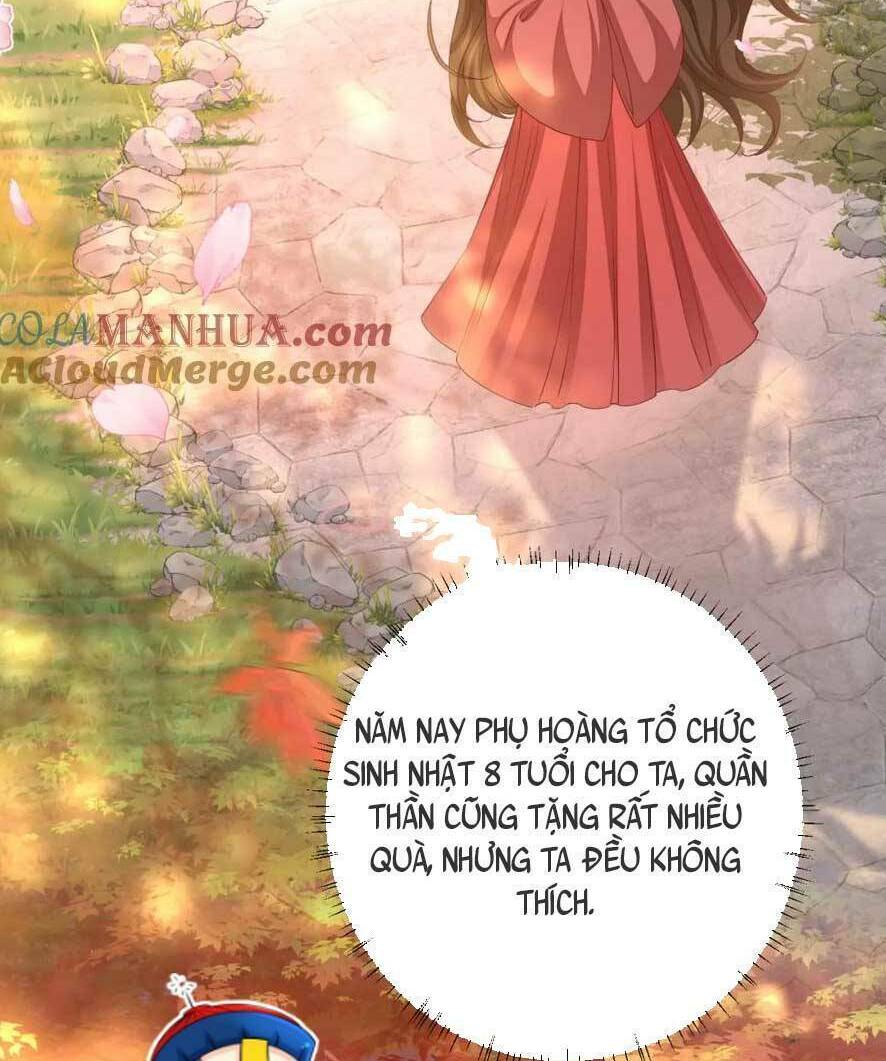 COLAMANHUA.com
AcloudMerge.com
NĂM NAY PHỤ HOÀNG TỔ CHỨC
SINH NHẬT 8 TUỔI CHO TA, QUẦN
THẦN CŨNG TẶNG RẤT NHIỀU
QUÀ, NHƯNG TA ĐỀU KHÔNG
THÍCH.